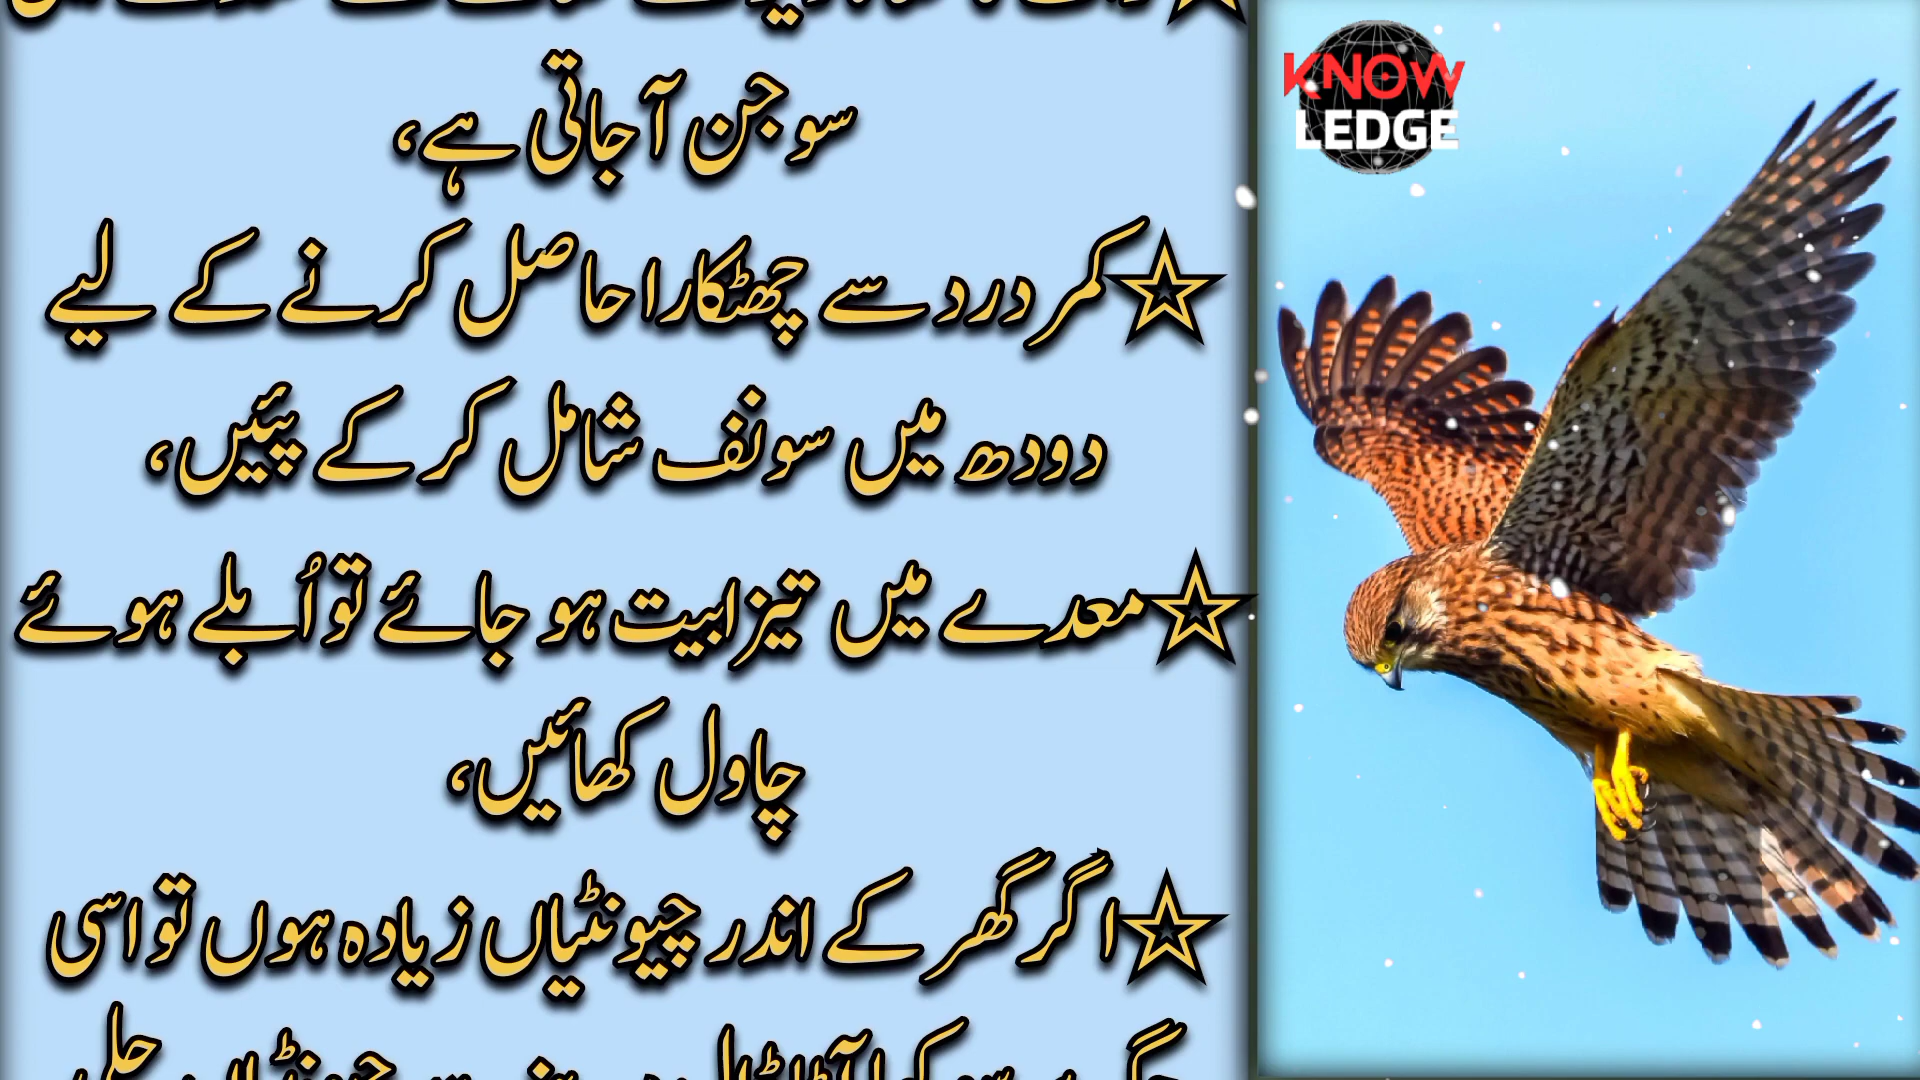 سوجن آجاتی ہے،
☆کمر درد سے چھٹکارا حاصل کرنے کے لیے
دودھ میں سونف شامل کر کے پئیں،
☆معدے میں تیزابیت ہو جائے تو اُبلے ہوئے
چاول کھائیں،
☆اگر گھر کے اندر چیونٹیاں زیادہ ہوں تو اسی
KNOW
LEDGE